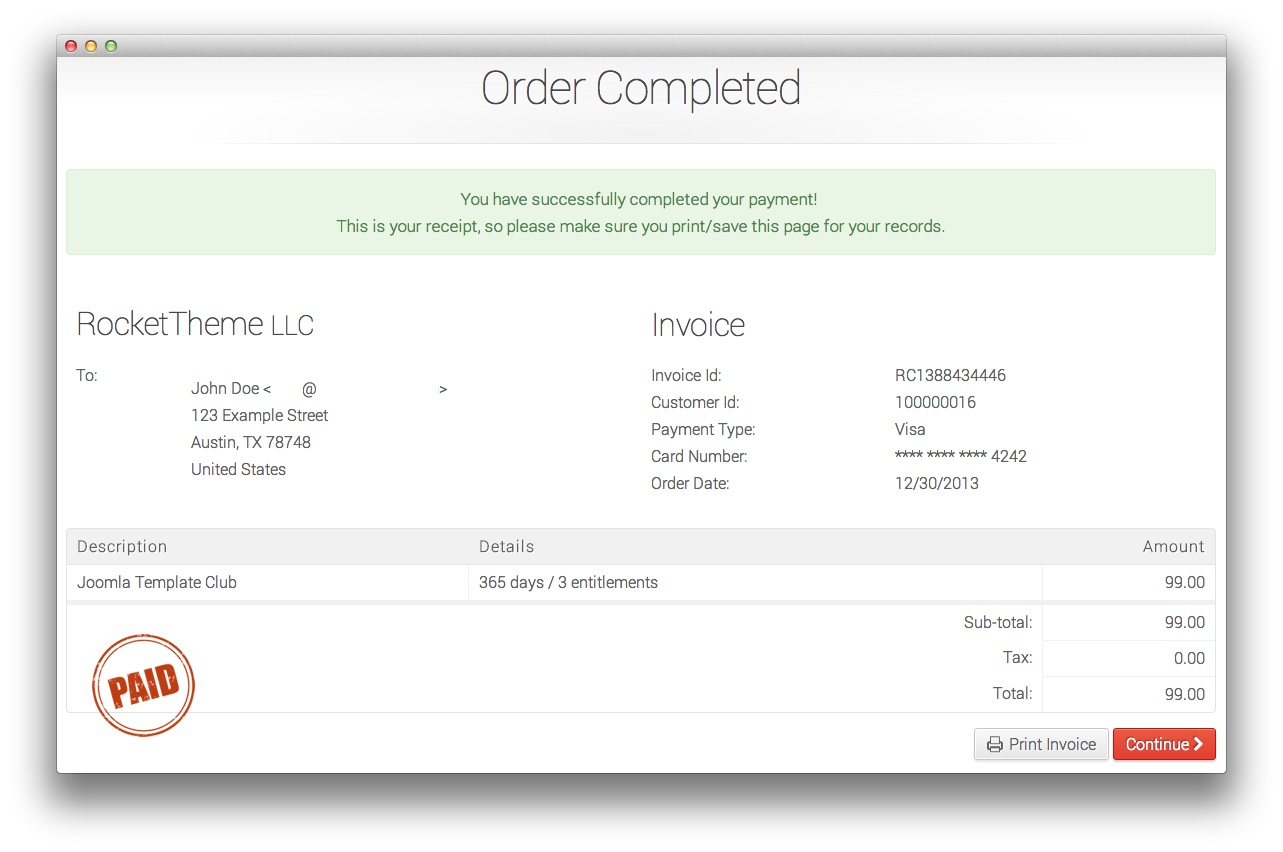 Order Completed
You have successfully completed your payment!
This is your receipt, so please make sure you print/save this page for your records.
RocketTheme LLC
To:
John Doe < @ >
123 Example Street
Austin, TX 78748
United States
Invoice
Invoice Id: RC1388434446
Customer Id: 100000016
Payment Type: Visa
Card Number: **** **** **** 4242
Order Date: 12/30/2013
Description Details Amount
Joomla Template Club 365 days / 3 entitlements 99.00
Sub-total: 99.00
Tax: 0.00
Total: 99.00
PAID
Print Invoice
Continue